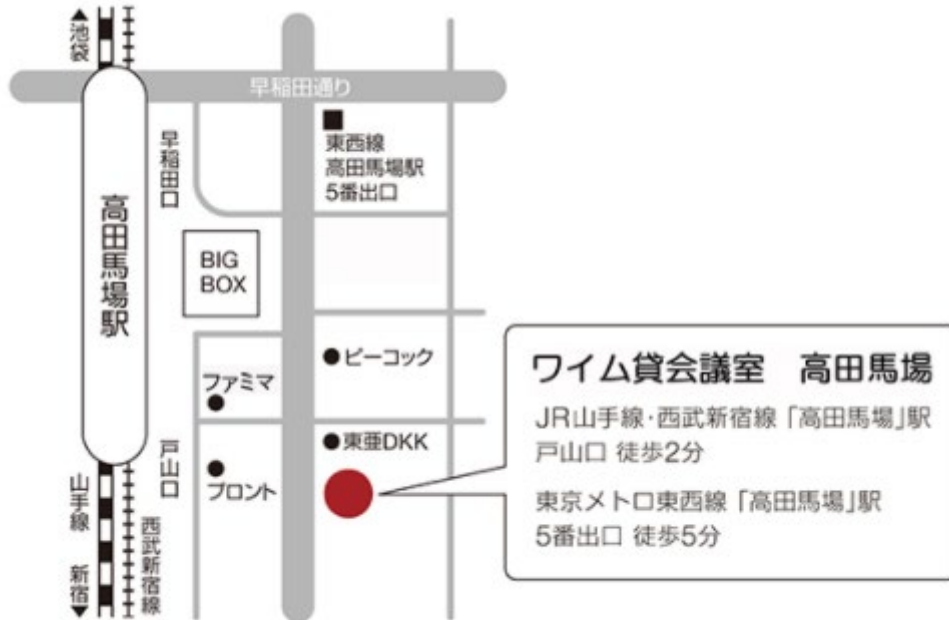 ▲池袋
早稲田通り
早稲田口
東西線
高田馬場駅
5番出口
高田馬場駅
BIG
BOX
ピーコック
ファミマ
東亜DKK
戸山口
プロント
山手線
新宿▼
西武新宿線
ワイム貸会議室 高田馬場
JR山手線・西武新宿線「高田馬場」駅
戸山口 徒歩2分
東京メトロ東西線「高田馬場」駅
5番出口 徒歩5分